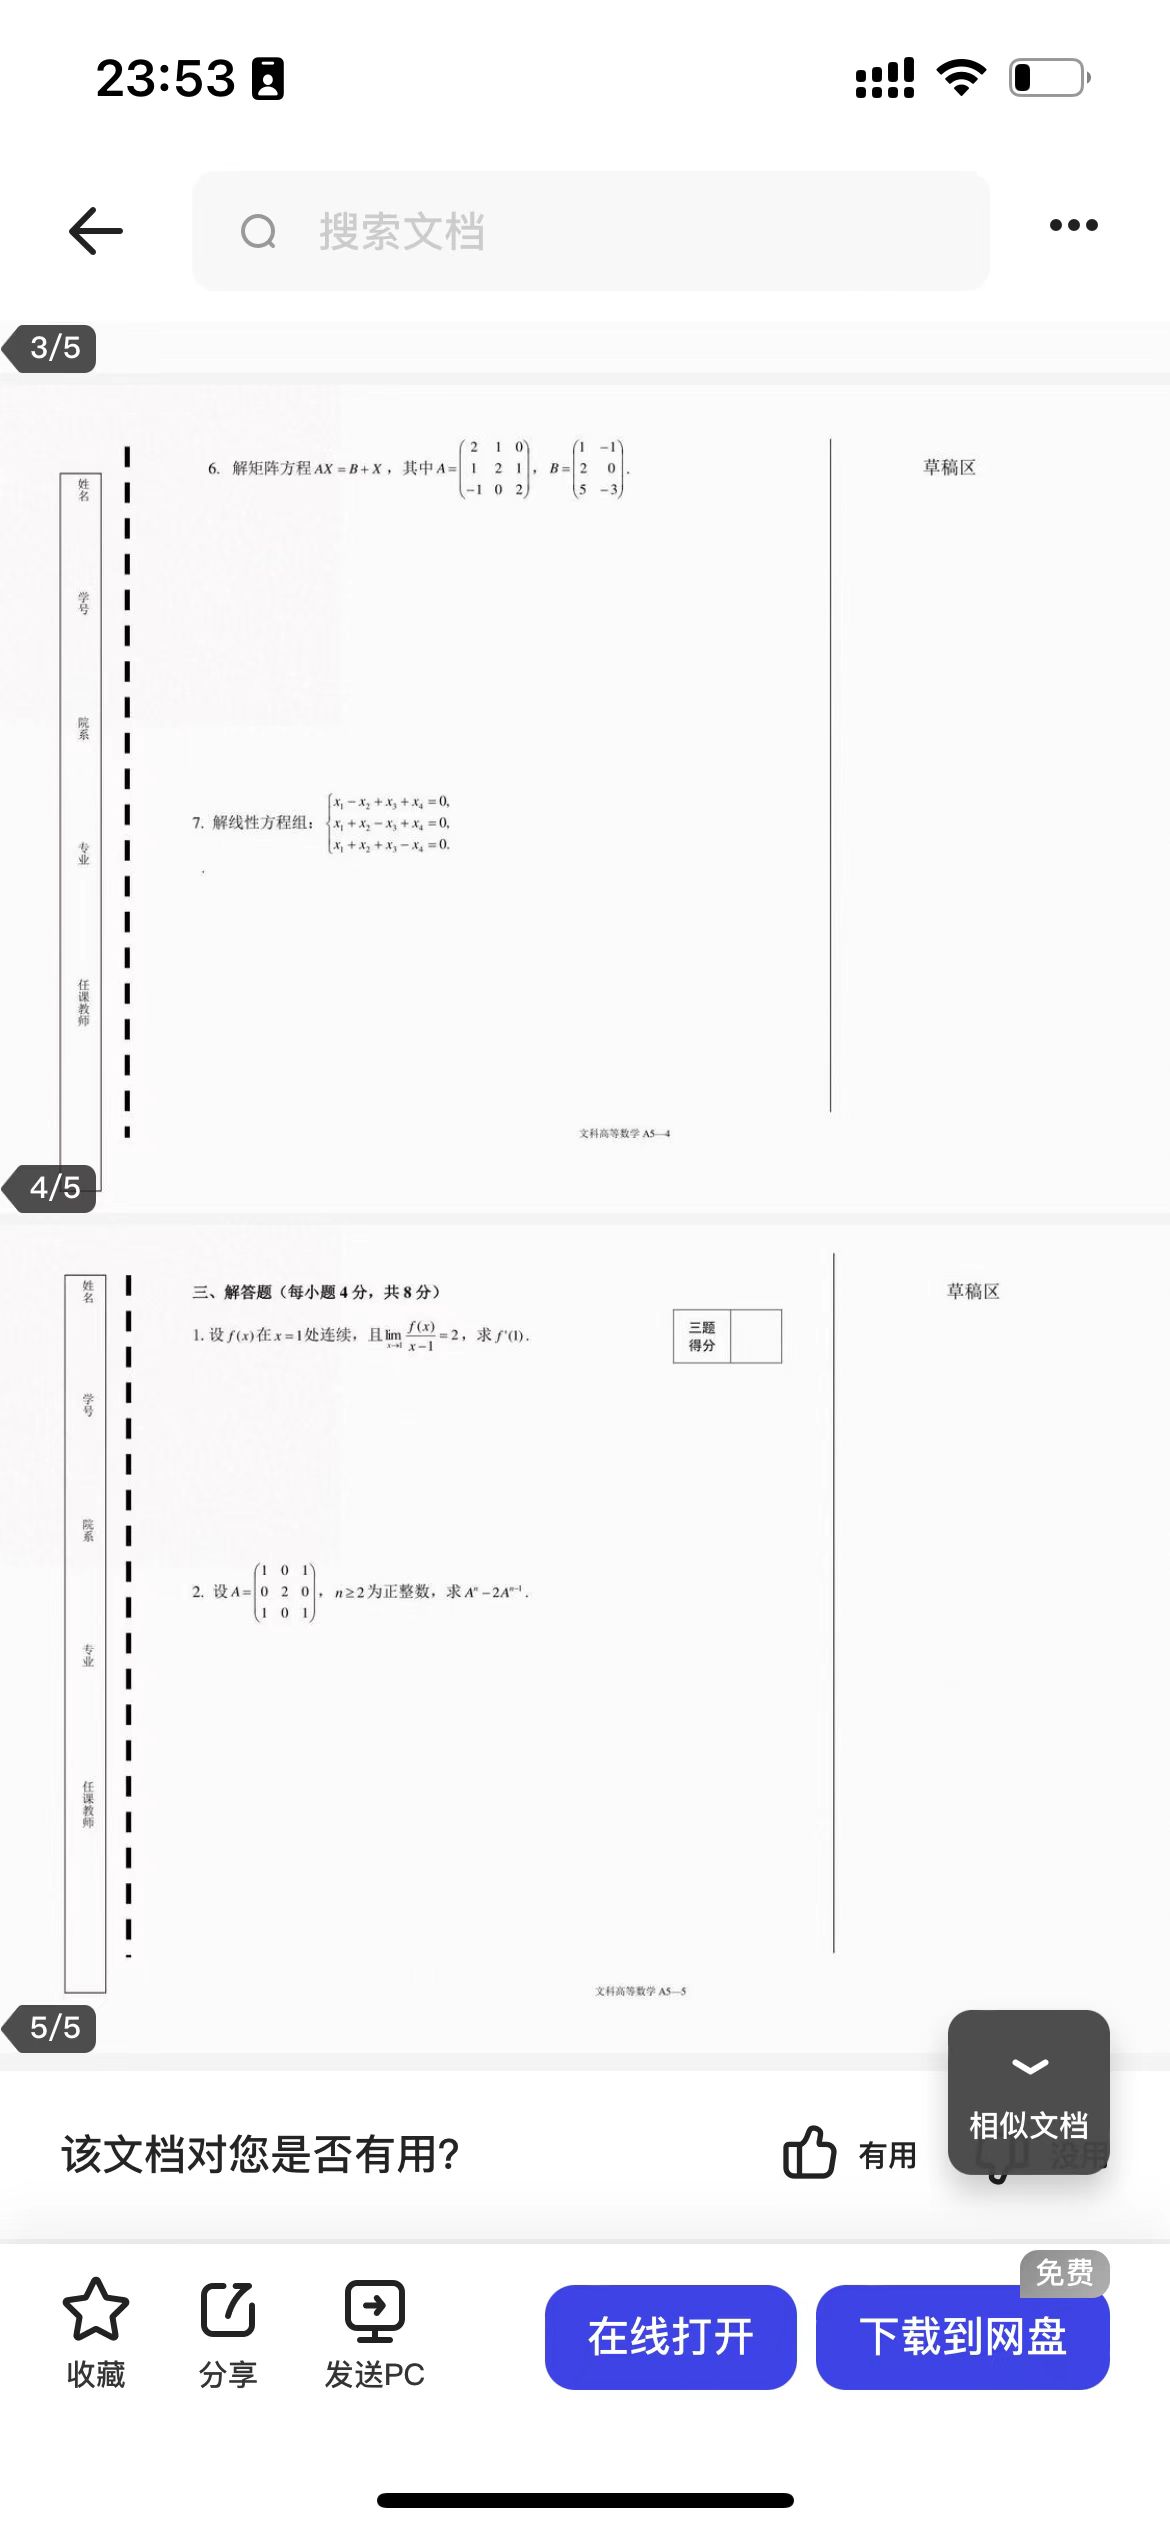 23:53
搜索文档
3/5
6. 解矩阵方程 AX = B + X，其中 A = \begin{pmatrix} 2 & 1 & 0 \\ 1 & 2 & 1 \\ -1 & 0 & 2 \end{pmatrix}，B = \begin{pmatrix} 1 & -1 \\ 2 & 0 \\ 5 & -3 \end{pmatrix}.
草稿区
姓名
学号
院系
专业
任课教师
7. 解线性方程组：\begin{cases} x_1 - x_2 + x_3 + x_4 = 0, \\ x_1 + x_2 - x_3 + x_4 = 0, \\ x_1 + x_2 + x_3 - x_4 = 0. \end{cases}
文科高等数学 A5—4
4/5
三、解答题（每小题 4 分，共 8 分）
草稿区
三题得分
1. 设 f(x) 在 x = 1 处连续，且 \lim_{x \to 1} \frac{f(x)}{x-1} = 2，求 f'(1).
姓名
学号
院系
专业
任课教师
2. 设 A = \begin{pmatrix} 1 & 0 & 1 \\ 0 & 2 & 0 \\ 1 & 0 & 1 \end{pmatrix}，n ≥ 2 为正整数，求 A^n - 2A^{n-1}.
文科高等数学 A5—5
5/5
相似文档
该文档对您是否有用?
有用
没用
免费
收藏
分享
发送PC
在线打开
下载到网盘